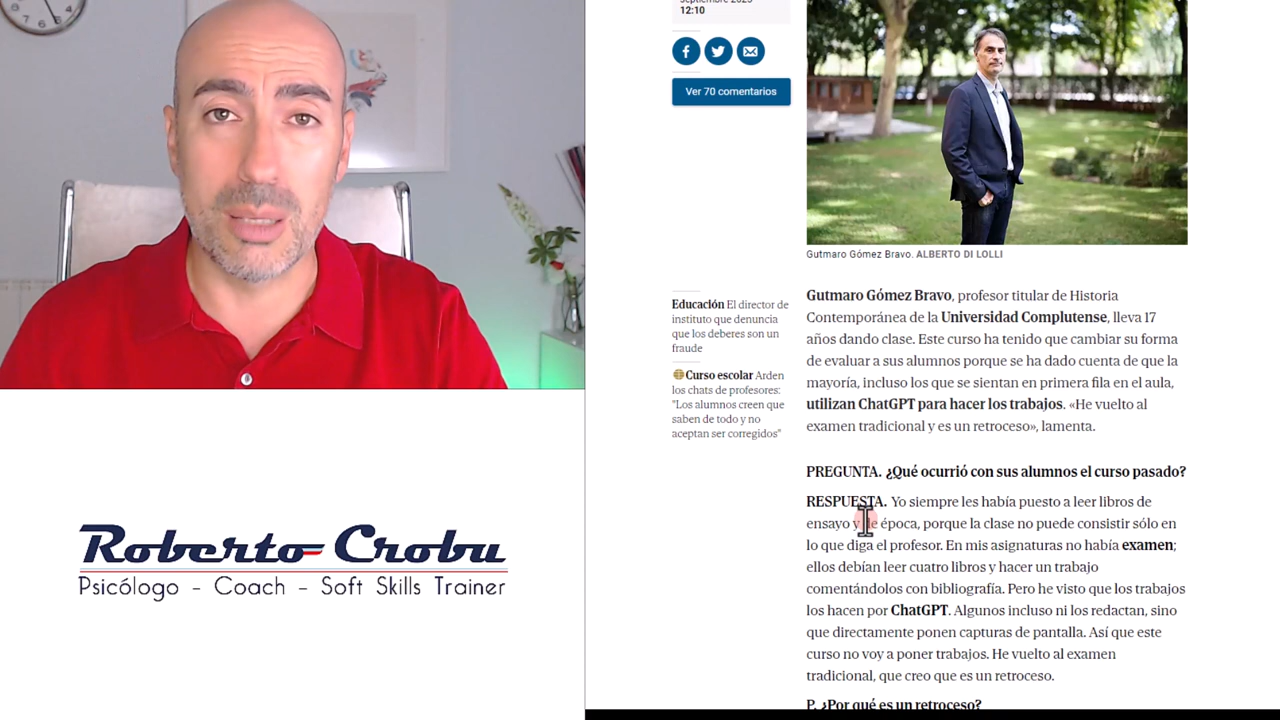 septiembre 2023
12:10
Ver 70 comentarios
Gutmaro Gómez Bravo. ALBERTO DI LOLLI
Educación El director de
instituto que denuncia
que los deberes son un
fraude
Curso escolar Arden
los chats de profesores:
"Los alumnos creen que
saben de todo y no
aceptan ser corregidos"
Gutmaro Gómez Bravo, profesor titular de Historia
Contemporánea de la Universidad Complutense, lleva 17
años dando clase. Este curso ha tenido que cambiar su forma
de evaluar a sus alumnos porque se ha dado cuenta de que la
mayoría, incluso los que se sientan en primera fila en el aula,
utilizan ChatGPT para hacer los trabajos. «He vuelto al
examen tradicional y es un retroceso», lamenta.
PREGUNTA. ¿Qué ocurrió con sus alumnos el curso pasado?
RESPUESTA. Yo siempre les había puesto a leer libros de
ensayo y de época, porque la clase no puede consistir sólo en
lo que diga el profesor. En mis asignaturas no había examen;
ellos debían leer cuatro libros y hacer un trabajo
comentándolos con bibliografía. Pero he visto que los trabajos
los hacen por ChatGPT. Algunos incluso ni los redactan, sino
que directamente ponen capturas de pantalla. Así que este
curso no voy a poner trabajos. He vuelto al examen
tradicional, que creo que es un retroceso.
P. ¿Por qué es un retroceso?
Roberto Crobu
Psicólogo - Coach - Soft Skills Trainer